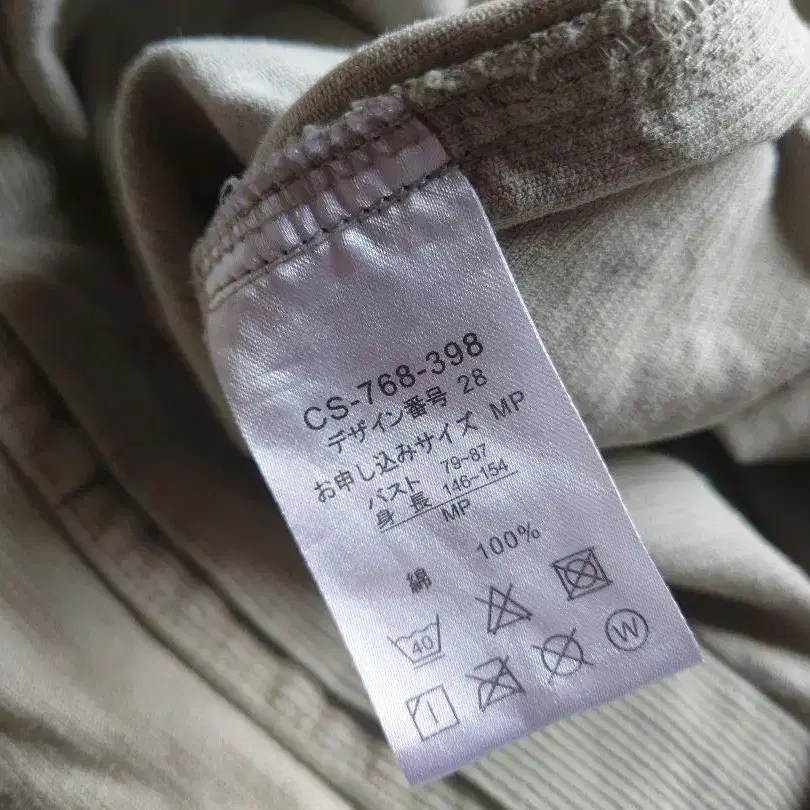 CS-768-398
デザイン番号 28
お申し込みサイズ MP
バスト 79-87
身長 146-154
MP
綿 100%
40
W